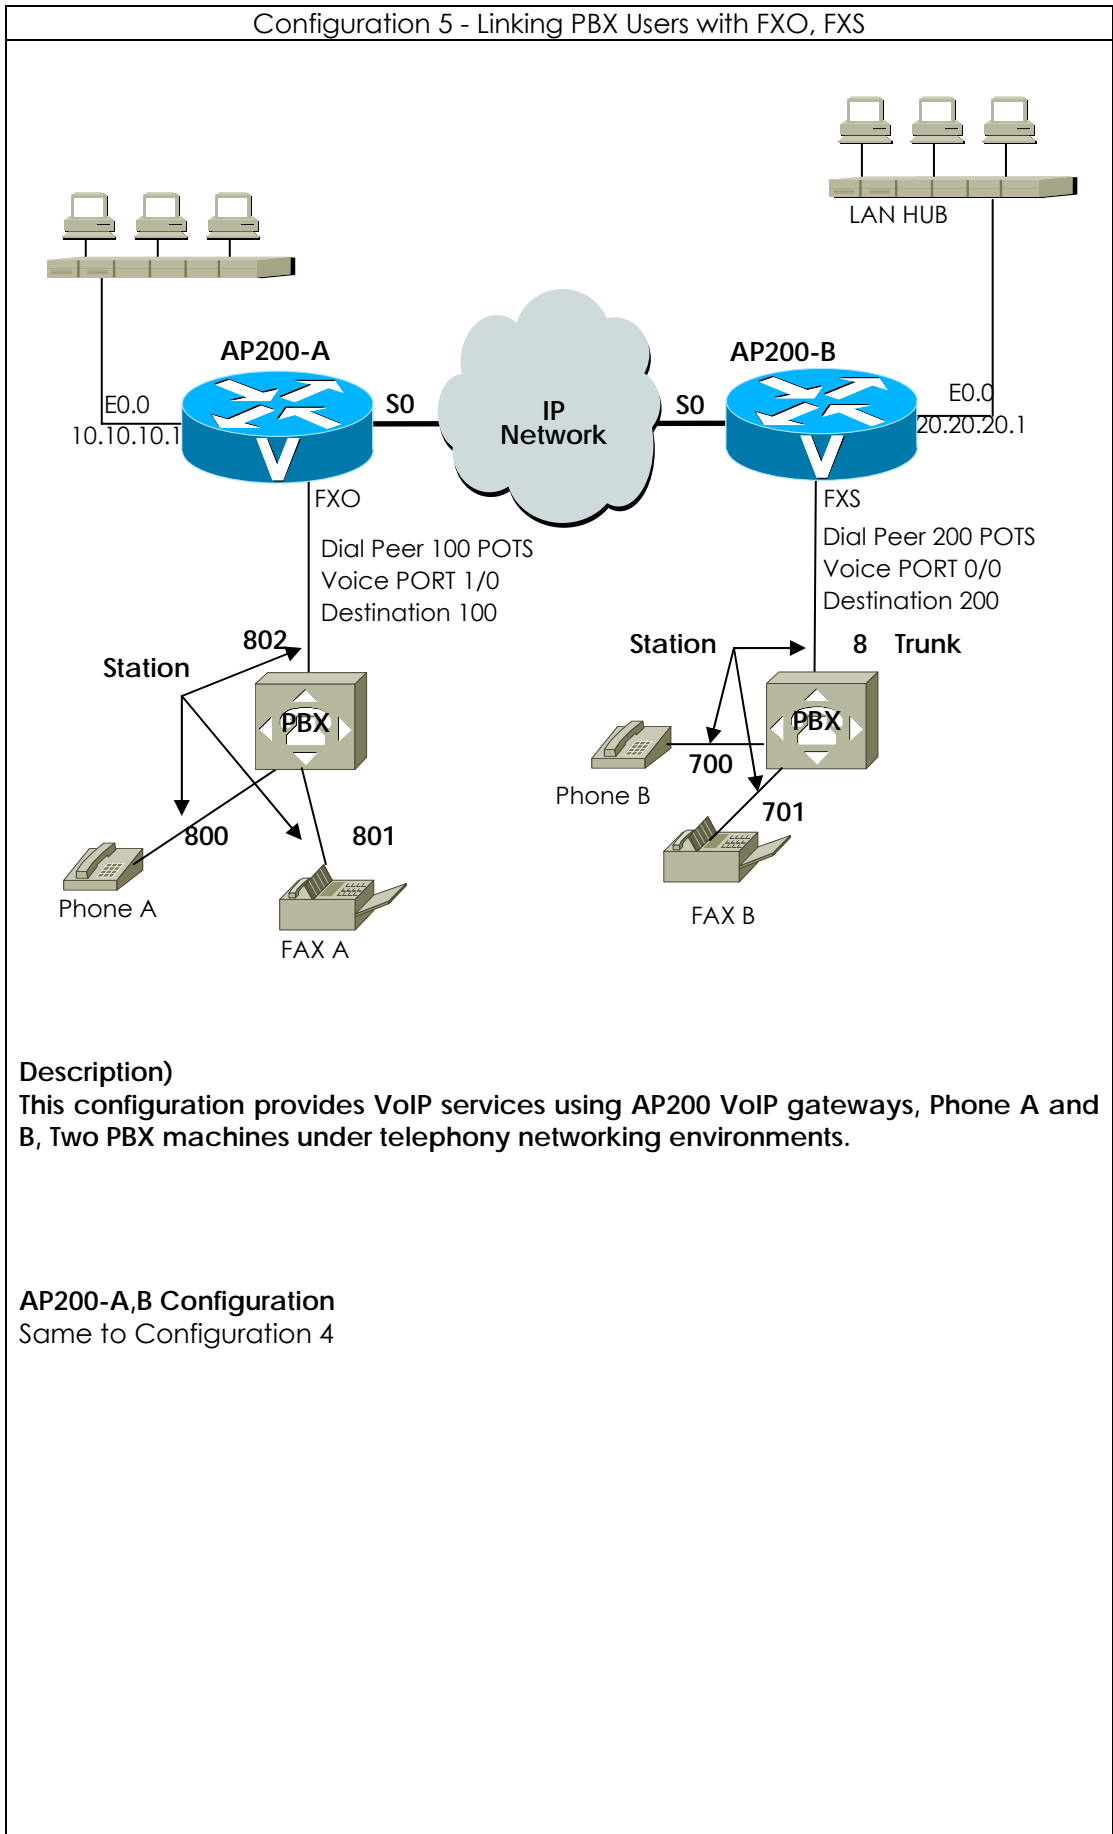 Configuration 5 - Linking PBX Users with FXO, FXS
LAN HUB
AP200-A
AP200-B
E0.0
10.10.10.1
S0
IP
Network
S0
E0.0
20.20.20.1
V
V
FXO
FXS
Dial Peer 100 POTS
Voice PORT 1/0
Destination 100
Dial Peer 200 POTS
Voice PORT 0/0
Destination 200
802
Station
Station
8 Trunk
PBX
PBX
700
Phone B
701
800
801
Phone A
FAX A
FAX B
Description)
This configuration provides VoIP services using AP200 VoIP gateways, Phone A and
B, Two PBX machines under telephony networking environments.
AP200-A,B Configuration
Same to Configuration 4